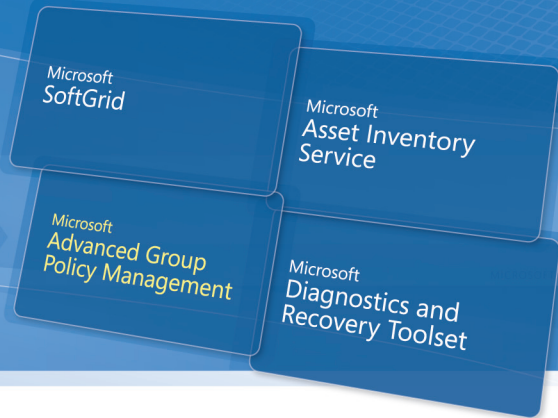 Microsoft
SoftGrid
Microsoft
Asset Inventory
Service
Microsoft
Advanced Group
Policy Management
Microsoft
Diagnostics and
Recovery Toolset